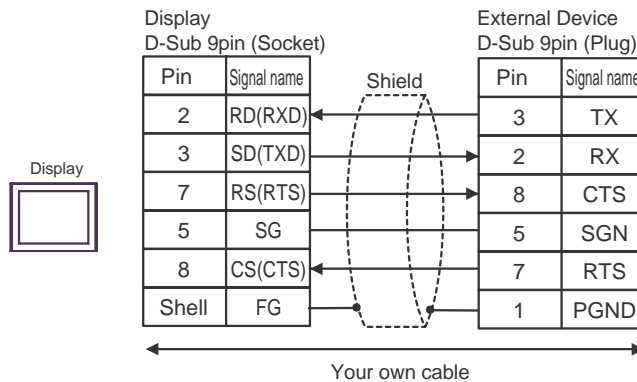 Display
D-Sub 9pin (Socket)
External Device
D-Sub 9pin (Plug)
Pin Signal name Shield Pin Signal name
2 RD(RXD) 3 TX
3 SD(TXD) 2 RX
7 RS(RTS) 8 CTS
5 SG 5 SGN
8 CS(CTS) 7 RTS
Shell FG 1 PGND
Display
Your own cable